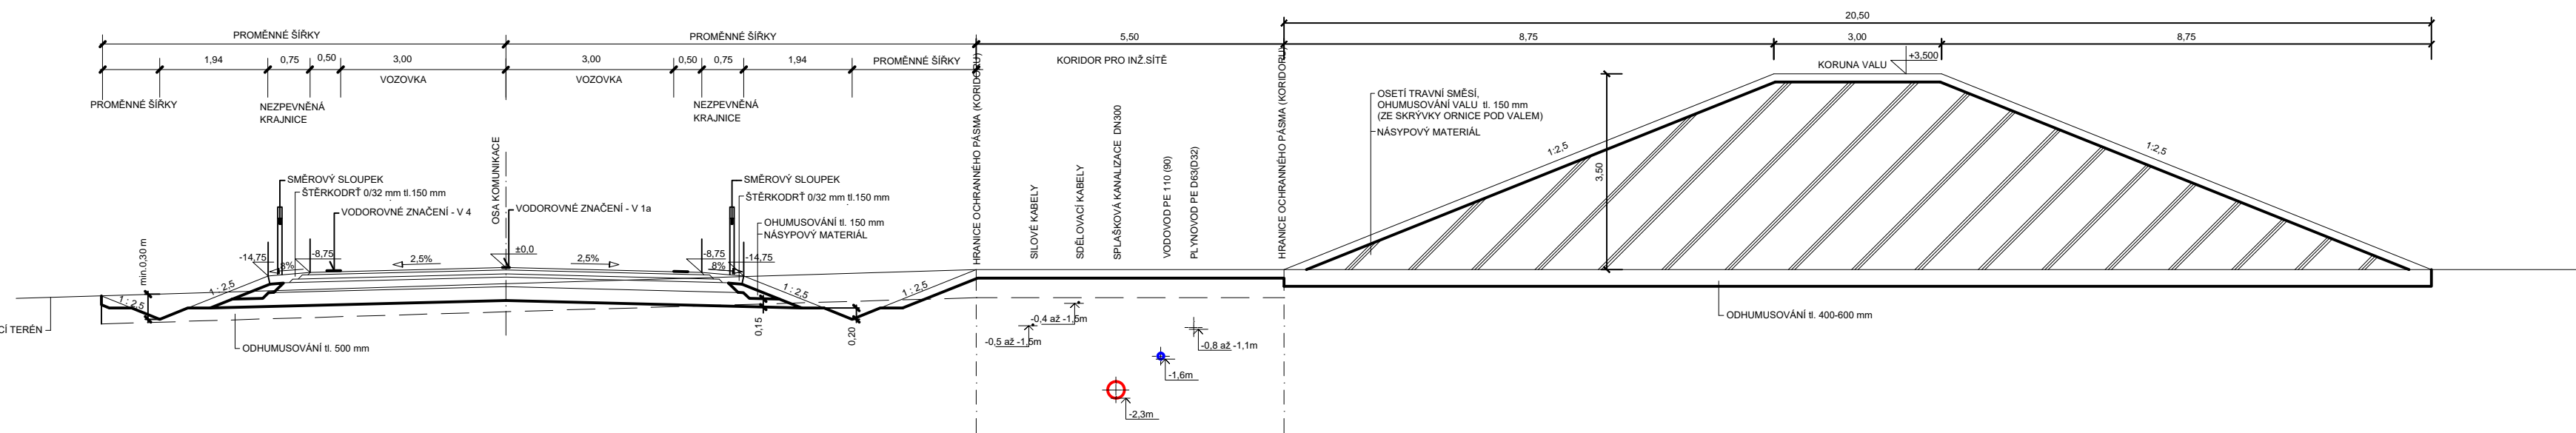 20,50
PROMĚNNÉ ŠÍŘKY
PROMĚNNÉ ŠÍŘKY
5,50
8,75
3,00
8,75
1,94
0,75
0,50
3,00
3,00
0,50
0,75
1,94
PROMĚNNÉ ŠÍŘKY
KORIDOR PRO INŽ.SÍTĚ
VOZOVKA
VOZOVKA
KORUNA VALU
+3,500
PROMĚNNÉ ŠÍŘKY
NEZPEVNĚNÁ
KRAJNICE
NEZPEVNĚNÁ
KRAJNICE
OSETÍ TRAVNÍ SMĚSÍ,
OHUMUSOVÁNÍ VALU tl. 150 mm
(ZE SKRÝVKY ORNICE POD VALEM)
NÁSYPOVÝ MATERIÁL
OSA KOMUNIKACE
HRANICE OCHRANNÉHO PÁSMA (KORIDORU)
SILOVÉ KABELY
SDĚLOVACÍ KABELY
SPLAŠKOVÁ KANALIZACE DN300
VODOVOD PE 110 (90)
PLYNOVOD PE D63(D32)
HRANICE OCHRANNÉHO PÁSMA (KORIDORU)
1:2,5
3,50
1:2,5
SMĚROVÝ SLOUPEK
ŠTĚRKODRŤ 0/32 mm tl.150 mm
VODOROVNÉ ZNAČENÍ - V 4
VODOROVNÉ ZNAČENÍ - V 1a
SMĚROVÝ SLOUPEK
ŠTĚRKODRŤ 0/32 mm tl.150 mm
OHUMUSOVÁNÍ tl. 150 mm
NÁSYPOVÝ MATERIÁL
min.0,30 m
-14,75
-8,75
8%
2,5%
±0,0
2,5%
-8,75
8%
-14,75
1 : 2,5
1 : 2,5
1 : 2,5
1 : 2,5
0,15
0,20
CÍ TERÉN
ODHUMUSOVÁNÍ tl. 500 mm
-0,5 až -1,5m
-0,4 až -1,5m
-0,8 až -1,1m
-1,6m
-2,3m
ODHUMUSOVÁNÍ tl. 400-600 mm